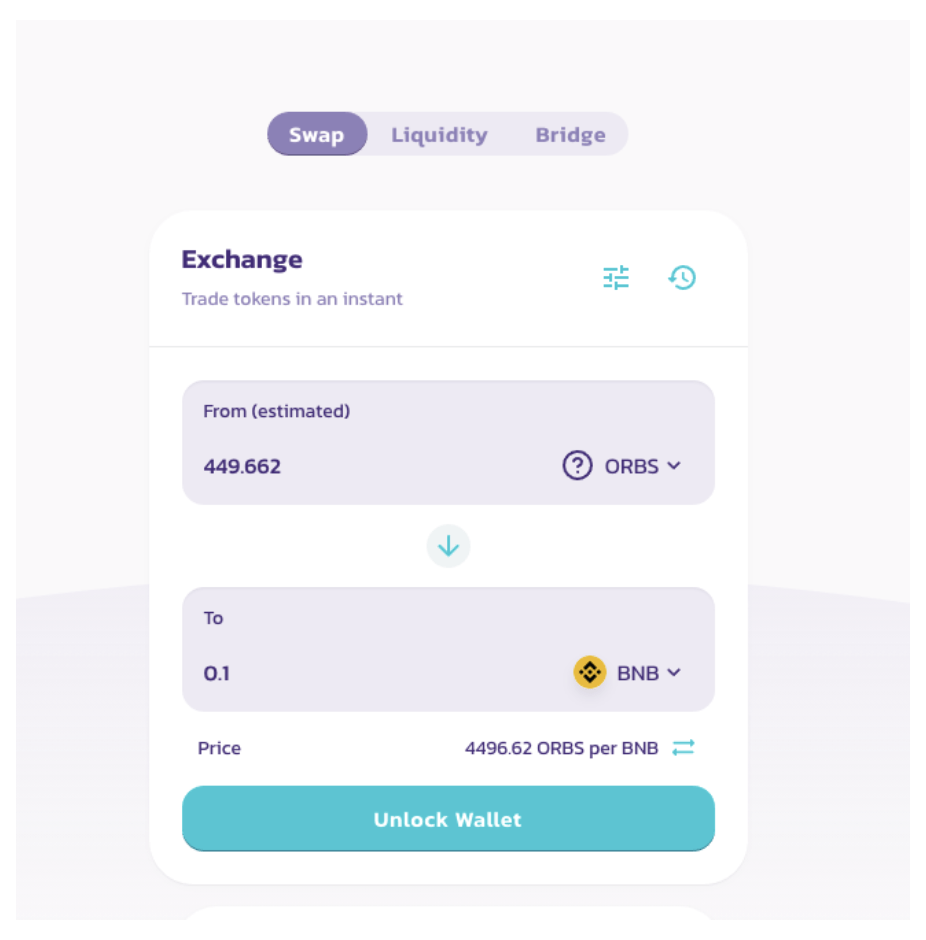 Swap Liquidity Bridge
Exchange
Trade tokens in an instant
From (estimated)
449.662 ? ORBS
To
0.1 BNB
Price 4496.62 ORBS per BNB
Unlock Wallet